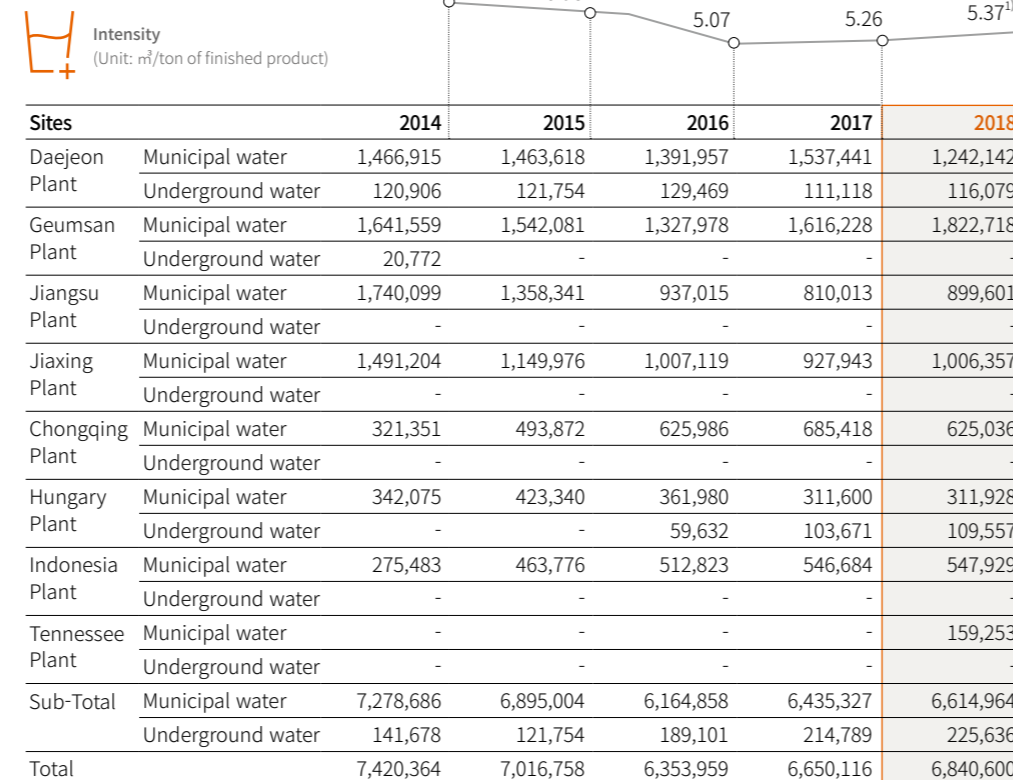 5.07 5.26 5.37¹⁾
Intensity
(Unit: ㎥/ton of finished product)
Sites 2014 2015 2016 2017 2018
Daejeon Plant Municipal water 1,466,915 1,463,618 1,391,957 1,537,441 1,242,142
Underground water 120,906 121,754 129,469 111,118 116,079
Geumsan Plant Municipal water 1,641,559 1,542,081 1,327,978 1,616,228 1,822,718
Underground water 20,772 - - - -
Jiangsu Plant Municipal water 1,740,099 1,358,341 937,015 810,013 899,601
Underground water - - - - -
Jiaxing Plant Municipal water 1,491,204 1,149,976 1,007,119 927,943 1,006,357
Underground water - - - - -
Chongqing Plant Municipal water 321,351 493,872 625,986 685,418 625,036
Underground water - - - - -
Hungary Plant Municipal water 342,075 423,340 361,980 311,600 311,928
Underground water - - 59,632 103,671 109,557
Indonesia Plant Municipal water 275,483 463,776 512,823 546,684 547,929
Underground water - - - - -
Tennessee Plant Municipal water - - - - 159,253
Underground water - - - - -
Sub-Total Municipal water 7,278,686 6,895,004 6,164,858 6,435,327 6,614,964
Underground water 141,678 121,754 189,101 214,789 225,636
Total 7,420,364 7,016,758 6,353,959 6,650,116 6,840,600